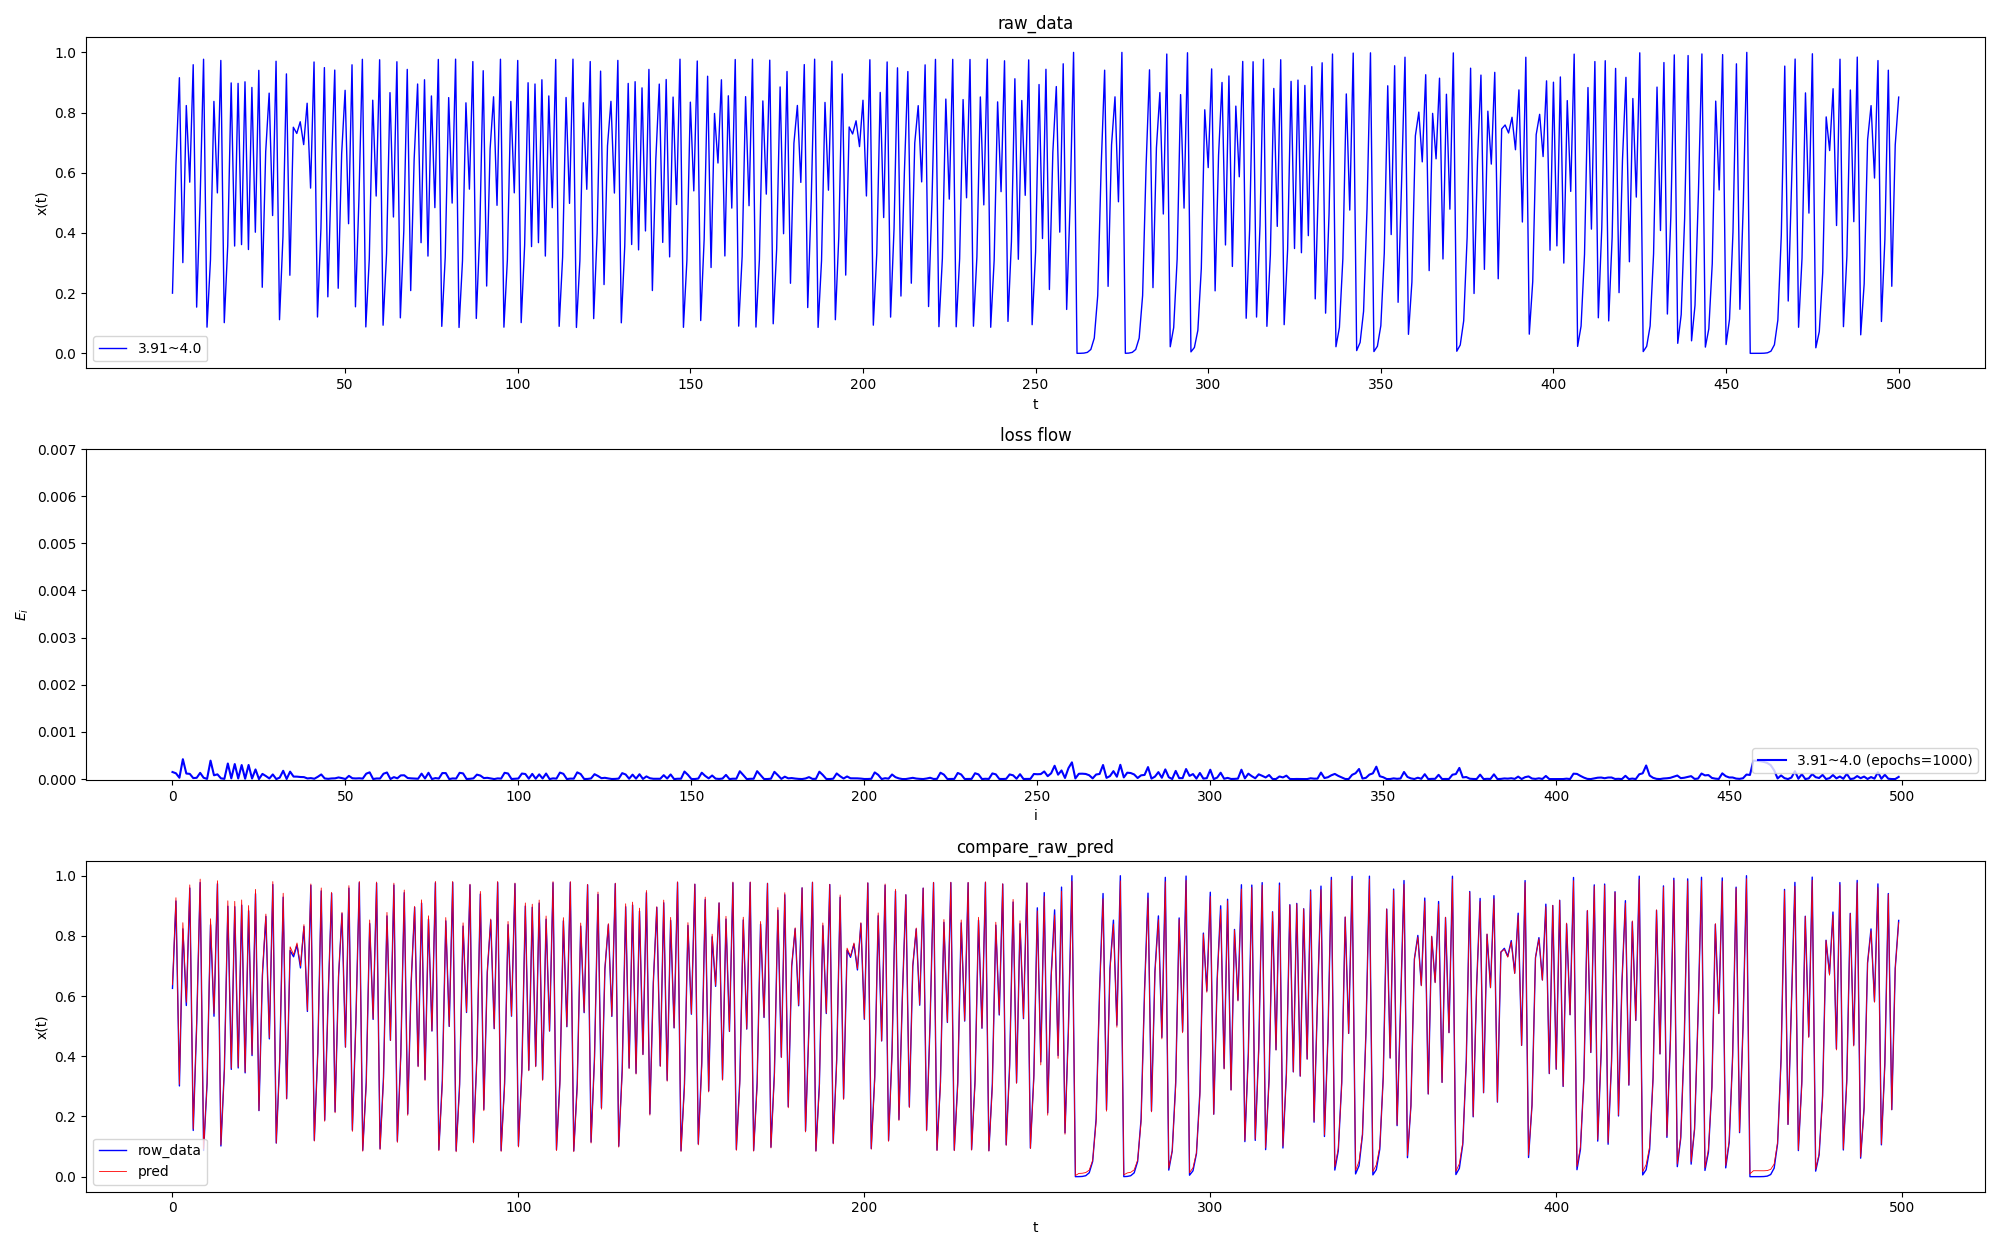 raw_data
1.0
0.8
0.6
0.4
0.2
0.0
x(t)
3.91~4.0
50 100 150 200 250 300 350 400 450 500
t
loss flow
0.007
0.006
0.005
0.004
0.003
0.002
0.001
0.000
E_i
3.91~4.0 (epochs=1000)
0 50 100 150 200 250 300 350 400 450 500
i
compare_raw_pred
1.0
0.8
0.6
0.4
0.2
0.0
x(t)
row_data
pred
0 100 200 300 400 500
t